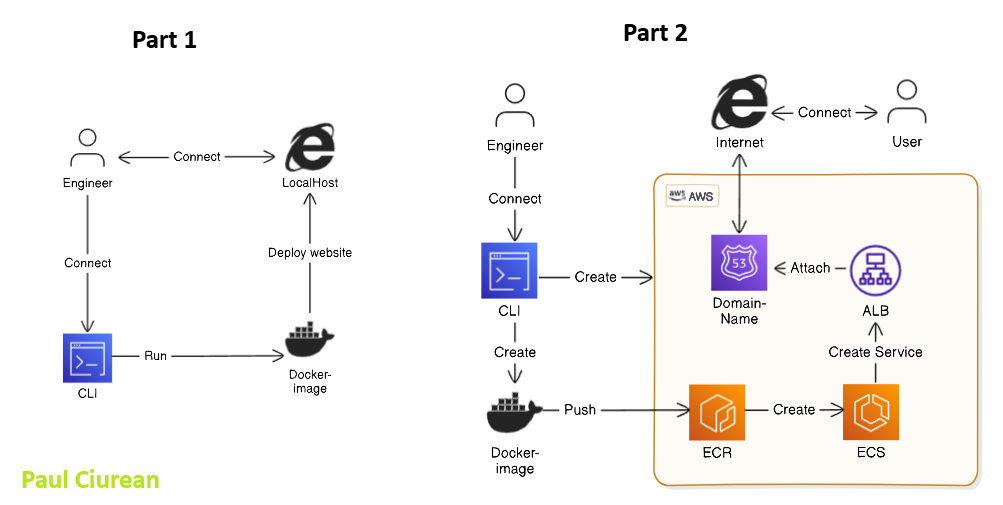 Part 1
Part 2
Engineer
Connect
LocalHost
Connect
Deploy website
CLI
Run
Docker-
image
Engineer
Connect
CLI
Create
Create
Docker-
image
Push
Internet
Connect
User
aws AWS
53
Domain-
Name
Attach
ALB
Create Service
ECR
Create
ECS
Paul Ciurean